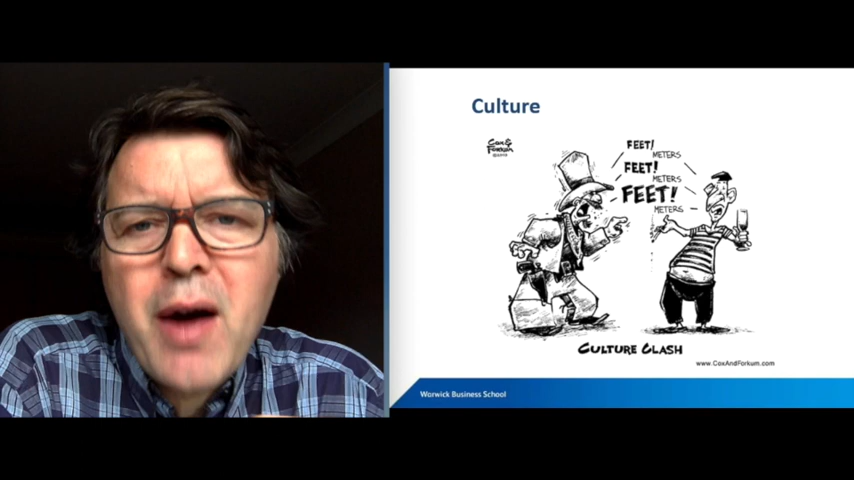 Culture
Cox &
Forkum
FEET!
METERS
FEET!
METERS
FEET!
METERS
CULTURE CLASH
www.CoxAndForkum.com
Warwick Business School